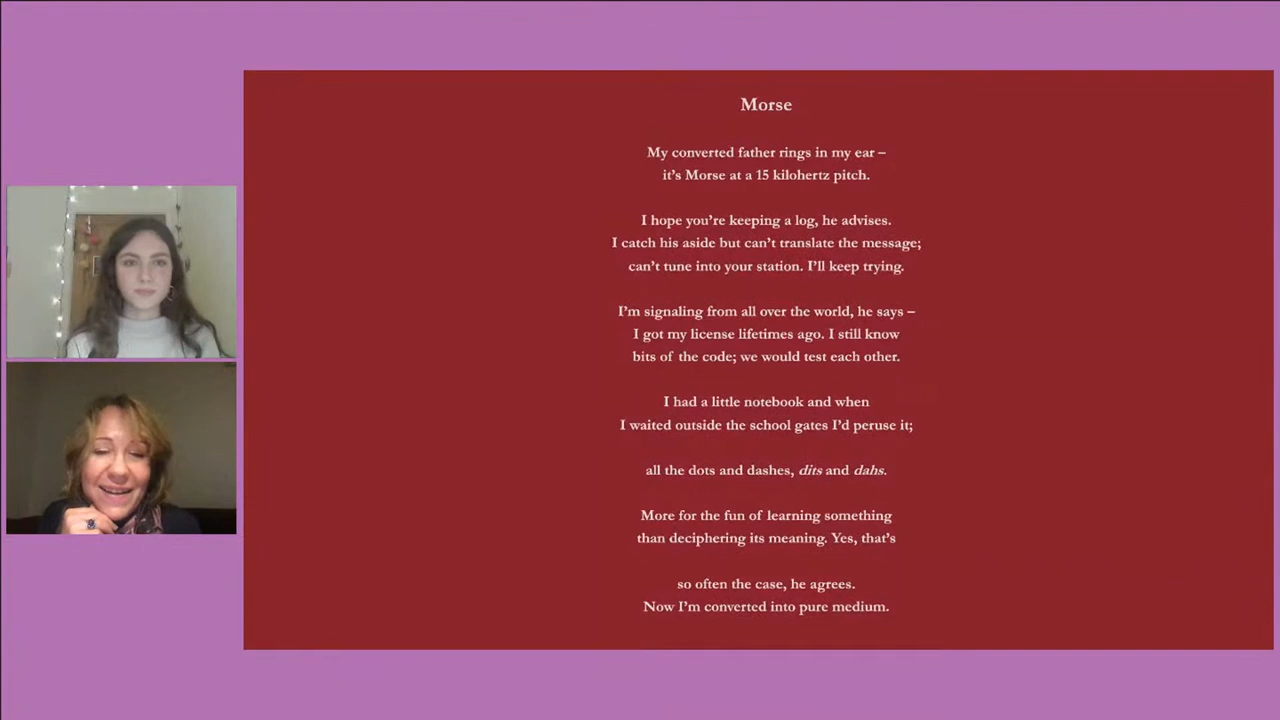 Morse
My converted father rings in my ear –
it's Morse at a 15 kilohertz pitch.
I hope you're keeping a log, he advises.
I catch his aside but can't translate the message;
can't tune into your station. I'll keep trying.
I'm signaling from all over the world, he says –
I got my license lifetimes ago. I still know
bits of the code; we would test each other.
I had a little notebook and when
I waited outside the school gates I'd peruse it;
all the dots and dashes, dits and dahs.
More for the fun of learning something
than deciphering its meaning. Yes, that's
so often the case, he agrees.
Now I'm converted into pure medium.